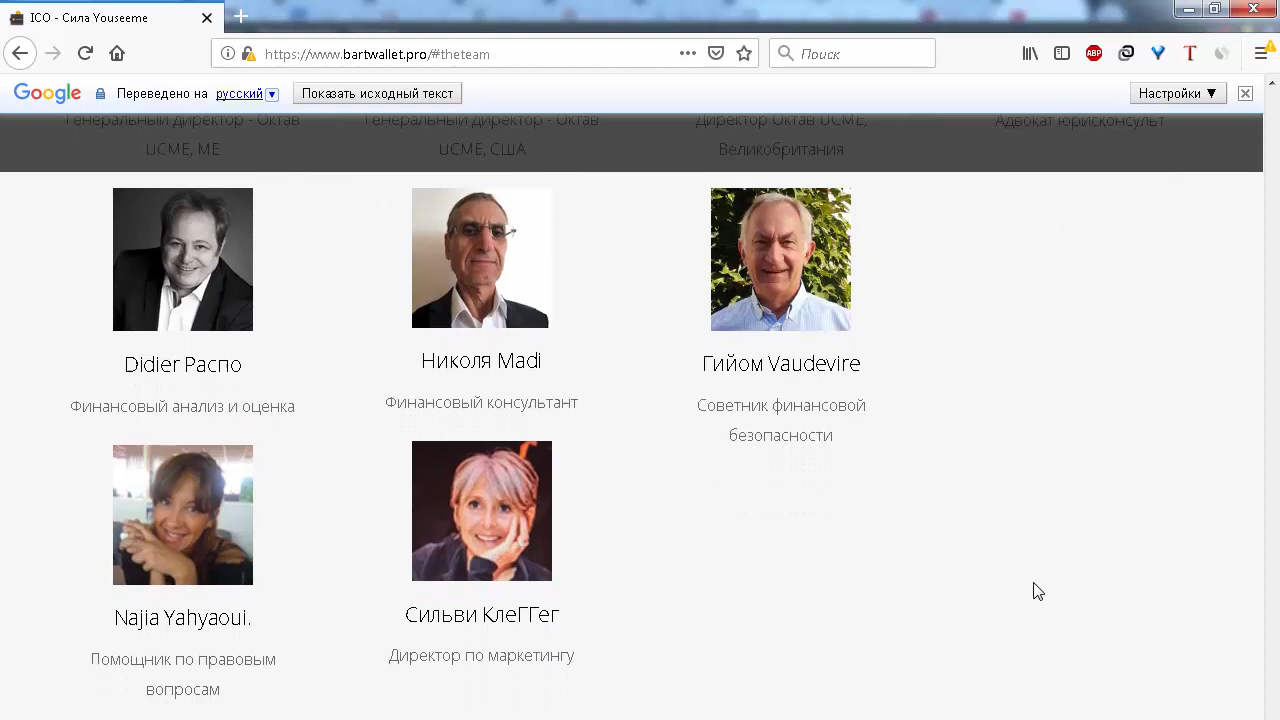 ICO - Сила Youseeme
https://www.bartwallet.pro/#theteam
Поиск
ABP
T
Google Переведено на русский Показать исходный текст Настройки ▼
Генеральный директор - Октав
UCME, ME
Генеральный директор - Октав
UCME, США
Директор Октав UCME,
Великобритания
Адвокат юрисконсульт
Didier Распо
Финансовый анализ и оценка
Николя Madi
Финансовый консультант
Гийом Vaudevire
Советник финансовой
безопасности
Najia Yahyaoui.
Помощник по правовым
вопросам
Сильви КлеГГег
Директор по маркетингу